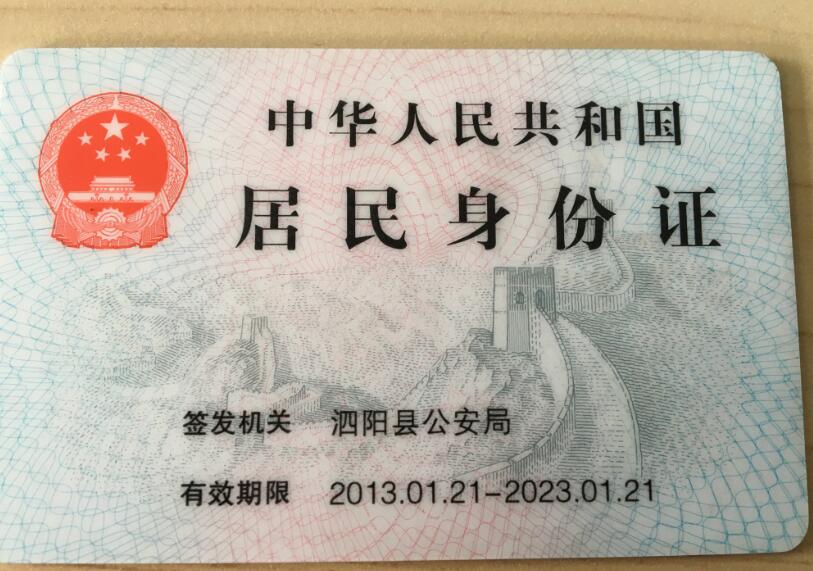 中华人民共和国
居民身份证
签发机关 泗阳县公安局
有效期限 2013.01.21-2023.01.21